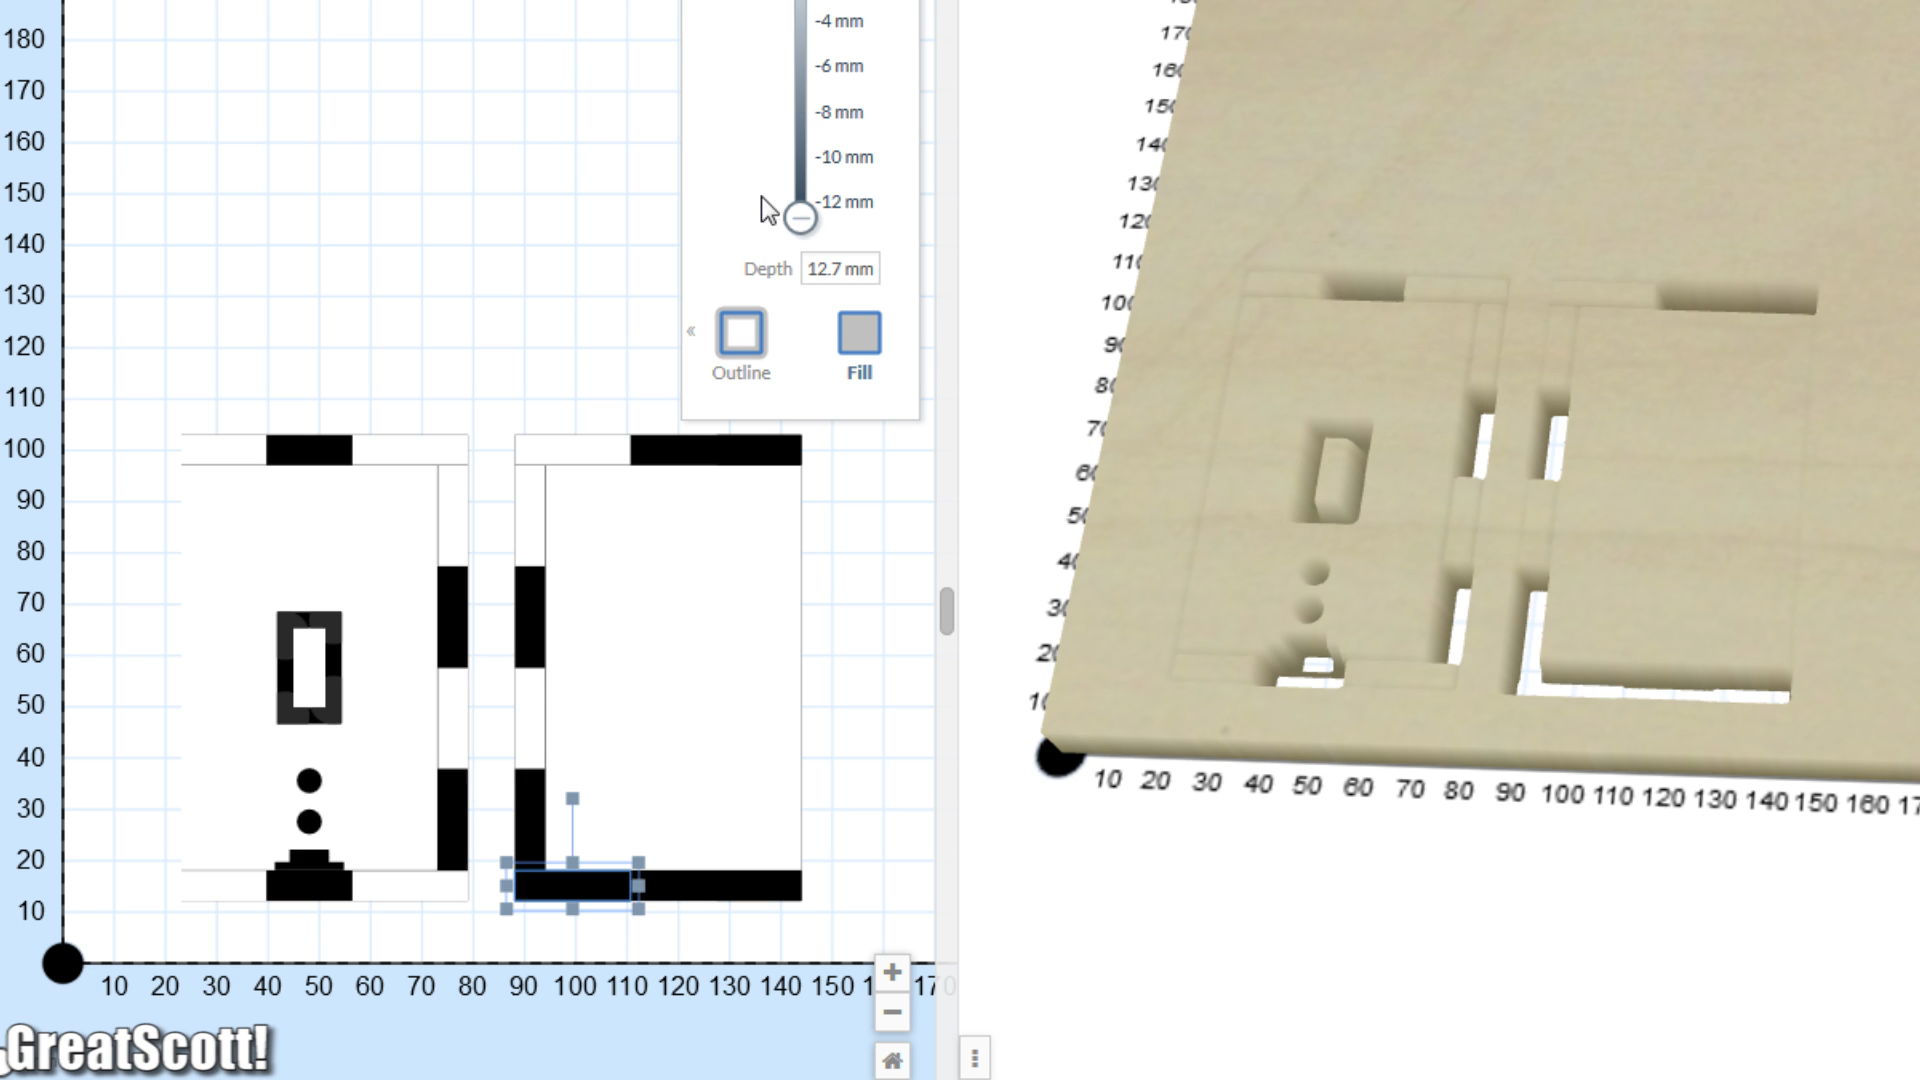 180
170
160
150
140
130
120
110
100
90
80
70
60
50
40
30
20
10
10 20 30 40 50 60 70 80 90 100 110 120 130 140 150
-4 mm
-6 mm
-8 mm
-10 mm
-12 mm
Depth 12.7 mm
« Outline Fill
GreatScott!
10 20 30 40 50 60 70 80 90 100 110 120 130 140 150 160